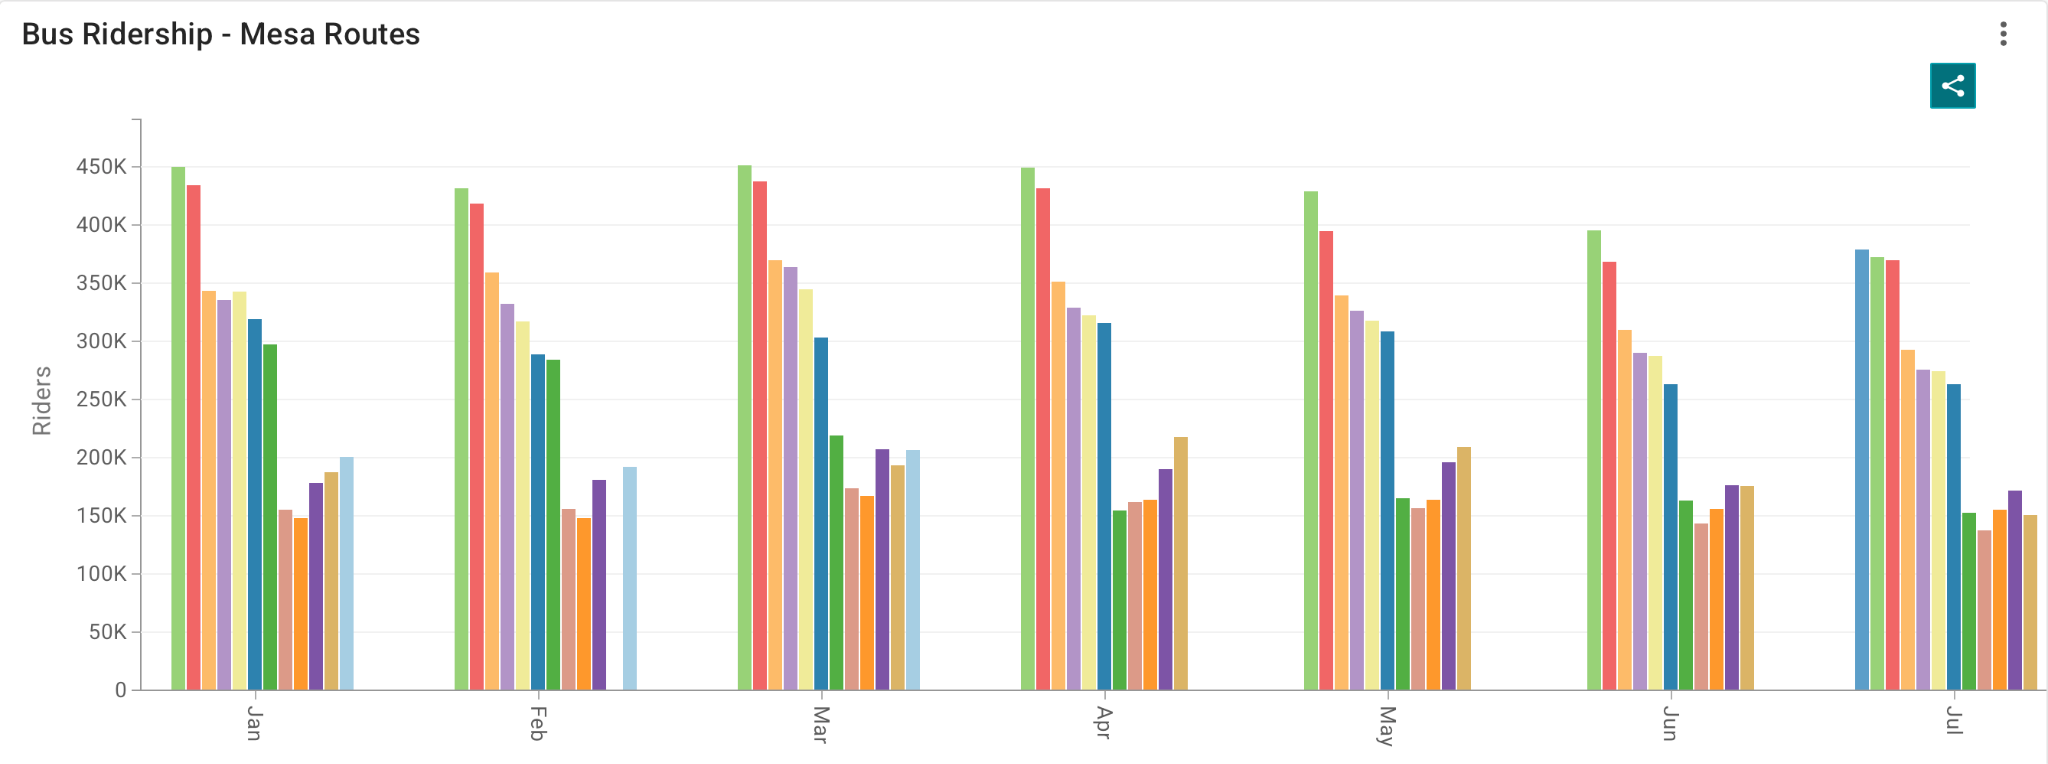 Bus Ridership - Mesa Routes
Riders
450K
400K
350K
300K
250K
200K
150K
100K
50K
0
Jan
Feb
Mar
Apr
May
Jun
Jul